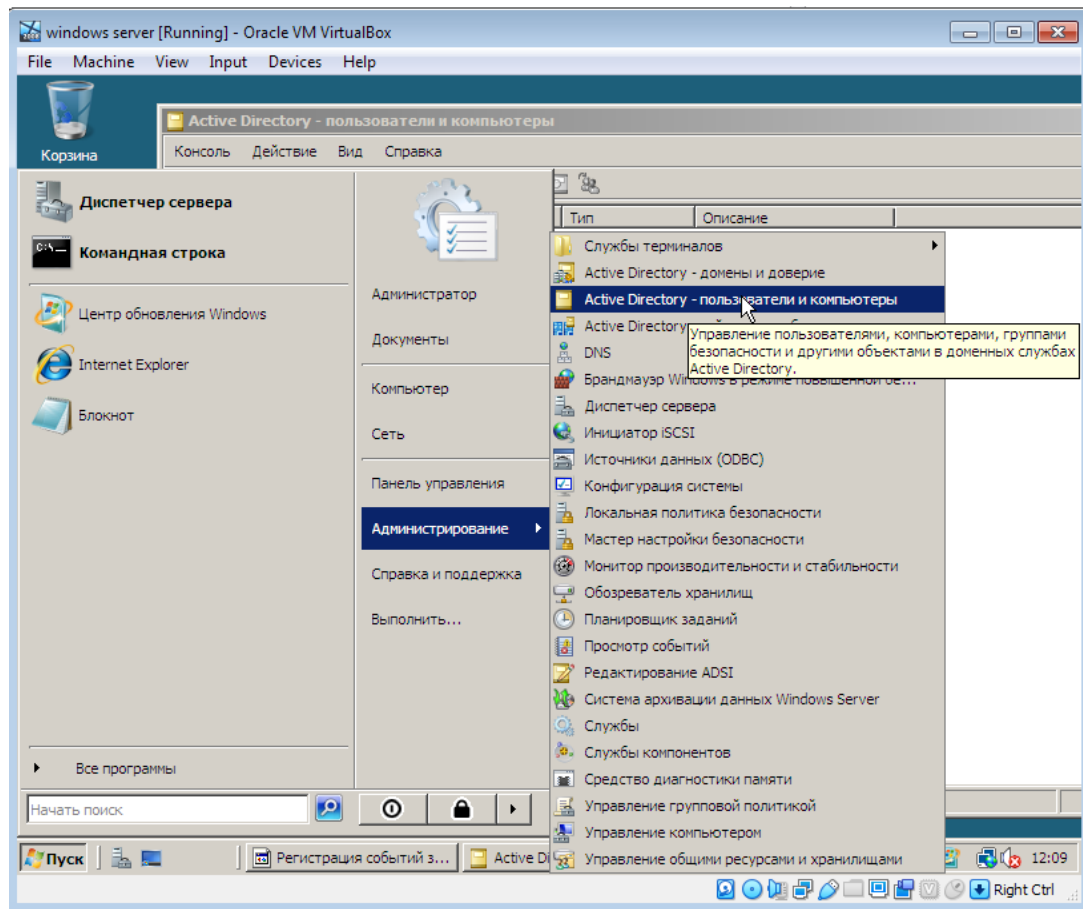 windows server [Running] - Oracle VM VirtualBox
File Machine View Input Devices Help
Корзина
Active Directory - пользователи и компьютеры
Консоль Действие Вид Справка
Тип Описание
Диспетчер сервера
Командная строка
Центр обновления Windows
Internet Explorer
Блокнот
Все программы
Начать поиск
Администратор
Документы
Компьютер
Сеть
Панель управления
Администрирование
Справка и поддержка
Выполнить...
Службы терминалов
Active Directory - домены и доверие
Active Directory - пользователи и компьютеры
Active Directory
Управление пользователями, компьютерами, группами
безопасности и другими объектами в доменных службах
Active Directory.
DNS
Брандмауэр Windows в режиме повышенной бе...
Диспетчер сервера
Инициатор iSCSI
Источники данных (ODBC)
Конфигурация системы
Локальная политика безопасности
Мастер настройки безопасности
Монитор производительности и стабильности
Обозреватель хранилищ
Планировщик заданий
Просмотр событий
Редактирование ADSI
Система архивации данных Windows Server
Службы
Службы компонентов
Средство диагностики памяти
Управление групповой политикой
Управление компьютером
Управление общими ресурсами и хранилищами
Пуск
Регистрация событий з...
Active Di
12:09
Right Ctrl